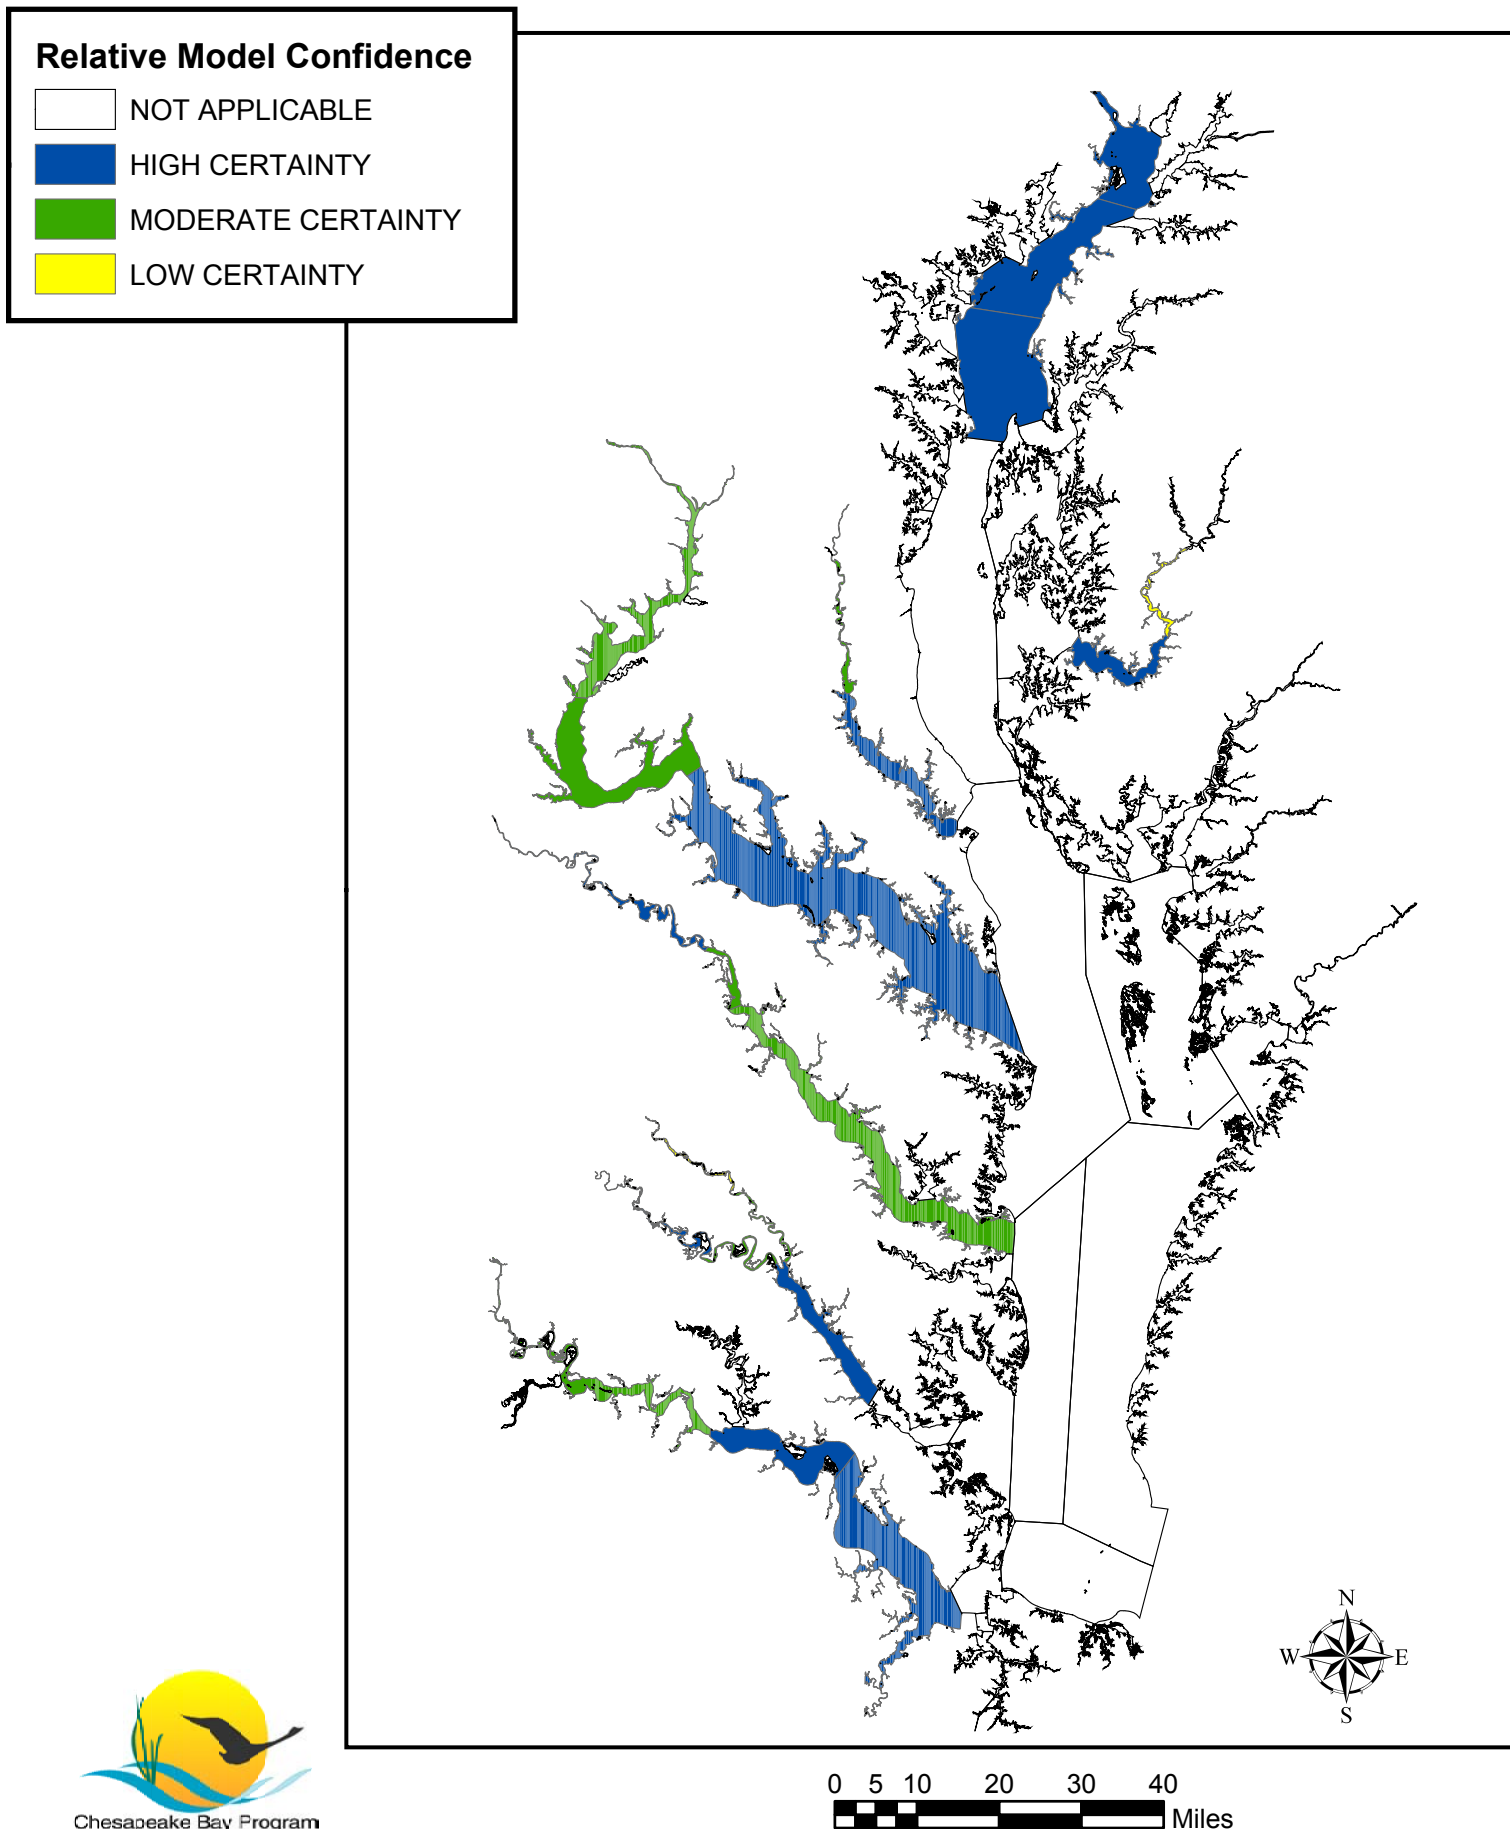 Relative Model Confidence
NOT APPLICABLE
HIGH CERTAINTY
MODERATE CERTAINTY
LOW CERTAINTY
N
W E
S
0 5 10 20 30 40
Miles
Chesapeake Bay Program